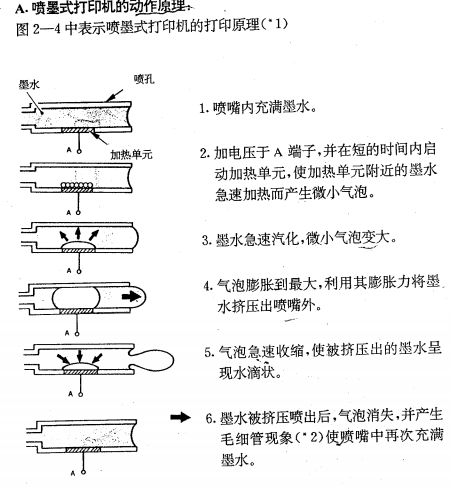 A. 喷墨式打印机的动作原理:
图2—4中表示喷墨式打印机的打印原理(*1)
墨水
喷孔
加热单元
A
1. 喷嘴内充满墨水。
A
2. 加电压于 A 端子,并在短的时间内启
动加热单元,使加热单元附近的墨水
急速加热而产生微小气泡。
A
3. 墨水急速汽化,微小气泡变大。
A
4. 气泡膨胀到最大,利用其膨胀力将墨
水挤压出喷嘴外。
A
5. 气泡急速收缩,使被挤压出的墨水呈
现水滴状。
A
6. 墨水被挤压喷出后,气泡消失,并产生
毛细管现象(*2)使喷嘴中再次充满
墨水。